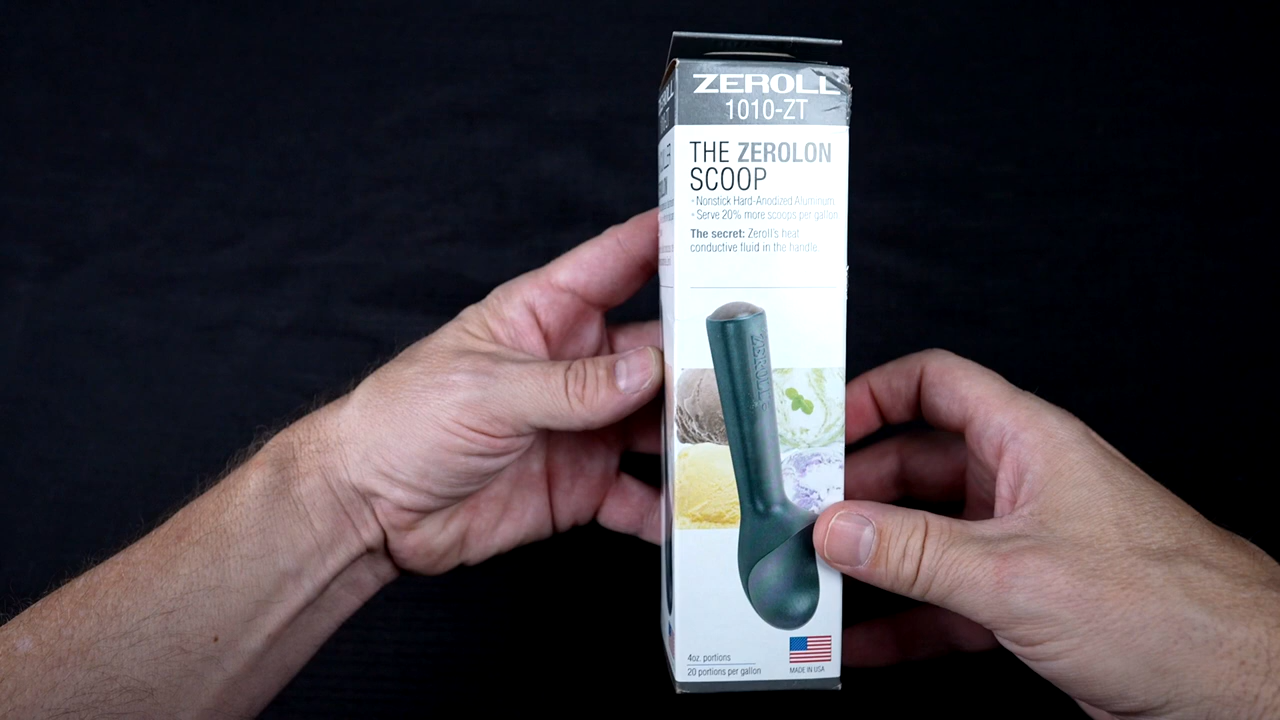 ZEROLL
1010-ZT
THE ZEROLON
SCOOP
• Nonstick Hard-Anodized Aluminum
• Serve 20% more scoops per gallon
The secret: Zeroll's heat
conductive fluid in the handle.
ZEROLL
4oz. portions
20 portions per gallon
MADE IN USA